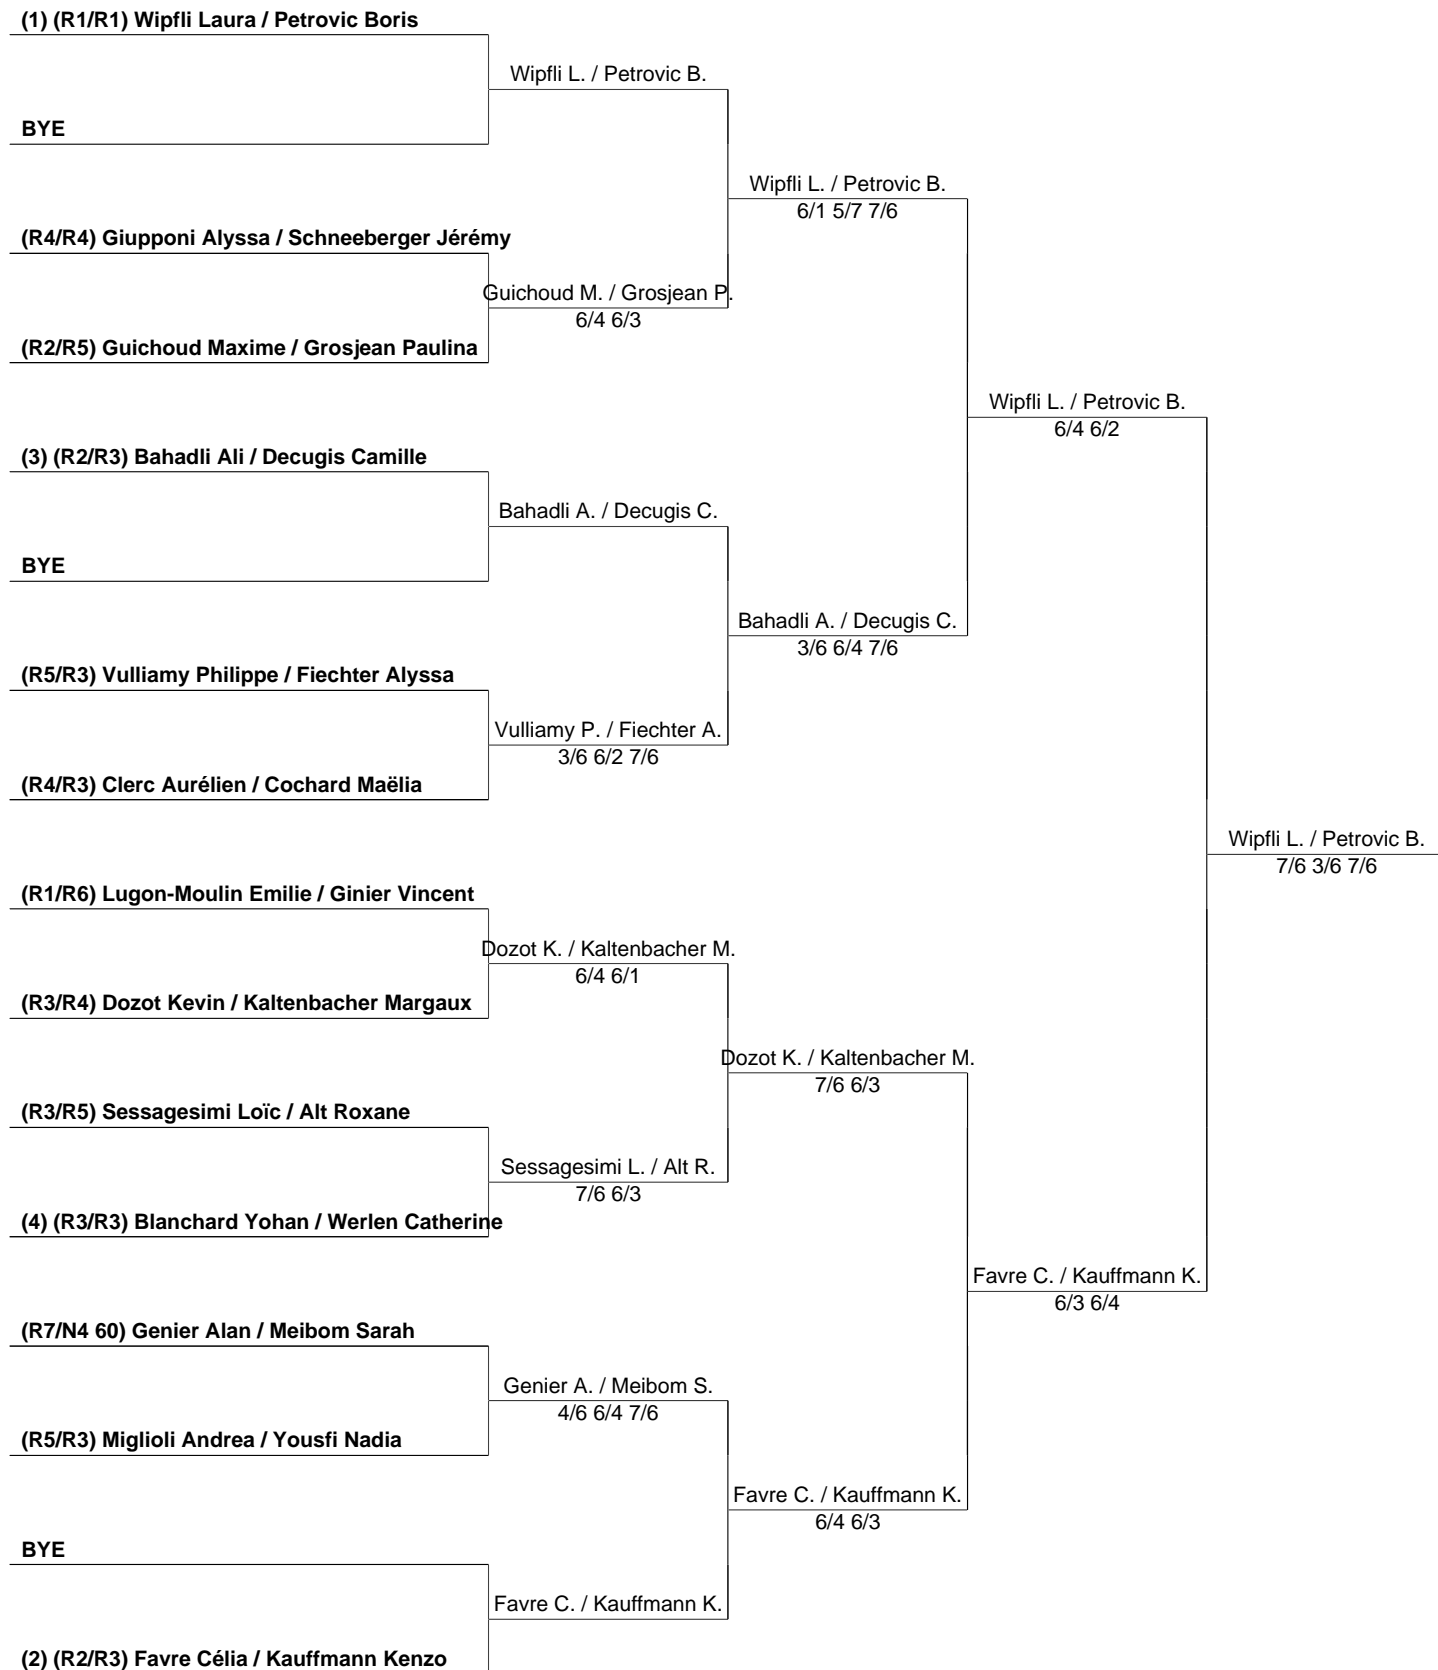 (1) (R1/R1) Wipfli Laura / Petrovic Boris
Wipfli L. / Petrovic B.
BYE
Wipfli L. / Petrovic B.
6/1 5/7 7/6
(R4/R4) Giupponi Alyssa / Schneeberger Jérémy
Guichoud M. / Grosjean P.
6/4 6/3
(R2/R5) Guichoud Maxime / Grosjean Paulina
Wipfli L. / Petrovic B.
6/4 6/2
(3) (R2/R3) Bahadli Ali / Decugis Camille
Bahadli A. / Decugis C.
BYE
Bahadli A. / Decugis C.
3/6 6/4 7/6
(R5/R3) Vulliamy Philippe / Fiechter Alyssa
Vulliamy P. / Fiechter A.
3/6 6/2 7/6
(R4/R3) Clerc Aurélien / Cochard Maëlia
Wipfli L. / Petrovic B.
7/6 3/6 7/6
(R1/R6) Lugon-Moulin Emilie / Ginier Vincent
Dozot K. / Kaltenbacher M.
6/4 6/1
(R3/R4) Dozot Kevin / Kaltenbacher Margaux
Dozot K. / Kaltenbacher M.
7/6 6/3
(R3/R5) Sessagesimi Loïc / Alt Roxane
Sessagesimi L. / Alt R.
7/6 6/3
(4) (R3/R3) Blanchard Yohan / Werlen Catherine
Favre C. / Kauffmann K.
6/3 6/4
(R7/N4 60) Genier Alan / Meibom Sarah
Genier A. / Meibom S.
4/6 6/4 7/6
(R5/R3) Miglioli Andrea / Yousfi Nadia
Favre C. / Kauffmann K.
6/4 6/3
BYE
Favre C. / Kauffmann K.
(2) (R2/R3) Favre Célia / Kauffmann Kenzo